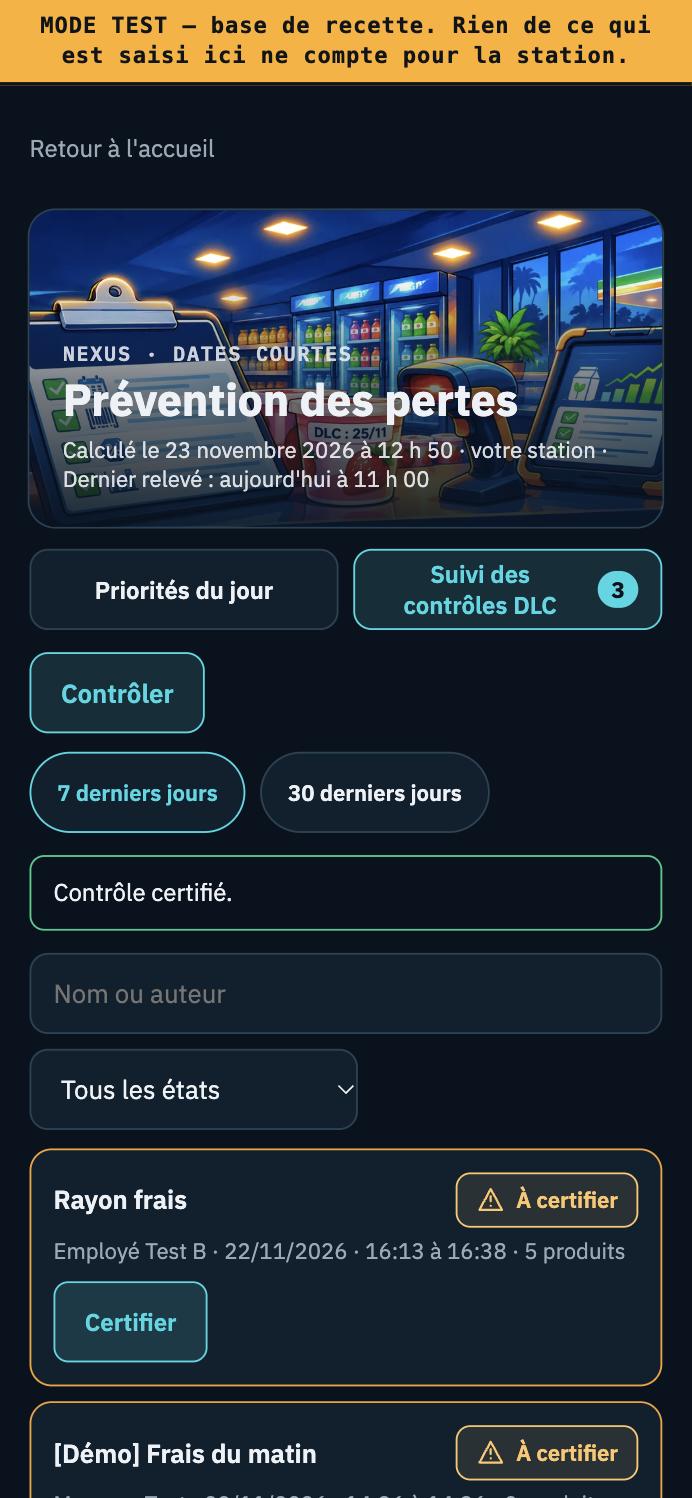 MODE TEST — base de recette. Rien de ce qui
est saisi ici ne compte pour la station.
Retour à l'accueil
NEXUS · DATES COURTES
Prévention des pertes
DLC : 25/11
Calculé le 23 novembre 2026 à 12 h 50 · votre station ·
Dernier relevé : aujourd'hui à 11 h 00
Priorités du jour
Suivi des
contrôles DLC
3
Contrôler
7 derniers jours
30 derniers jours
Contrôle certifié.
Nom ou auteur
Tous les états
Rayon frais
À certifier
Employé Test B · 22/11/2026 · 16:13 à 16:38 · 5 produits
Certifier
[Démo] Frais du matin
À certifier